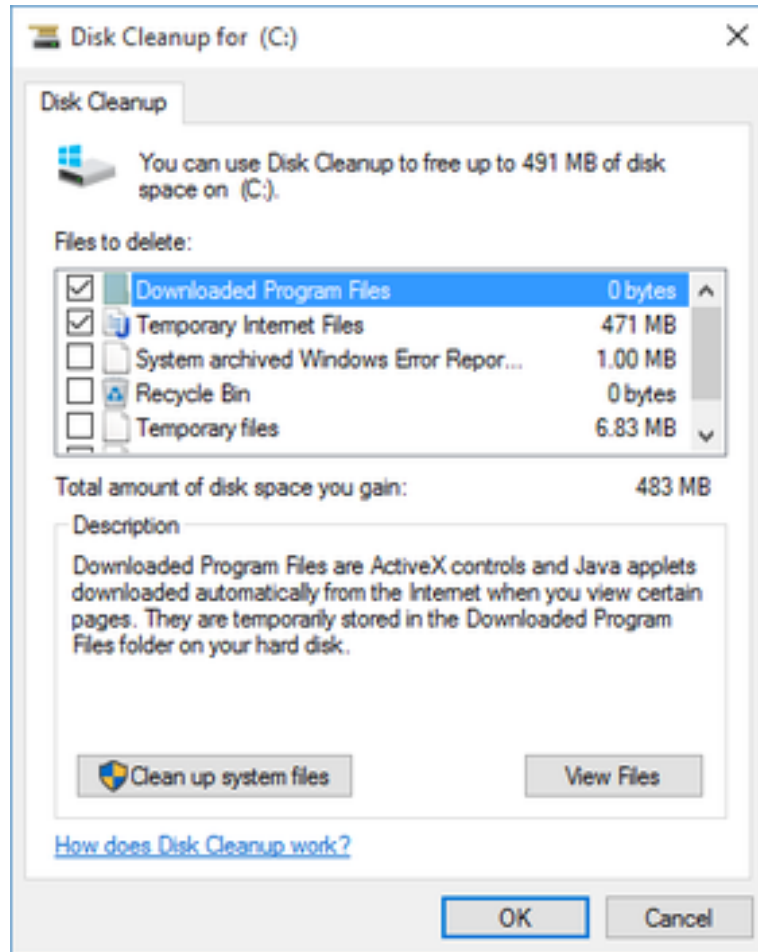 Disk Cleanup for (C:)
Disk Cleanup
You can use Disk Cleanup to free up to 491 MB of disk
space on (C:).
Files to delete:
Downloaded Program Files 0 bytes
Temporary Internet Files 471 MB
System archived Windows Error Repor... 1.00 MB
Recycle Bin 0 bytes
Temporary files 6.83 MB
Total amount of disk space you gain: 483 MB
Description
Downloaded Program Files are ActiveX controls and Java applets
downloaded automatically from the Internet when you view certain
pages. They are temporarily stored in the Downloaded Program
Files folder on your hard disk.
Clean up system files View Files
How does Disk Cleanup work?
OK Cancel